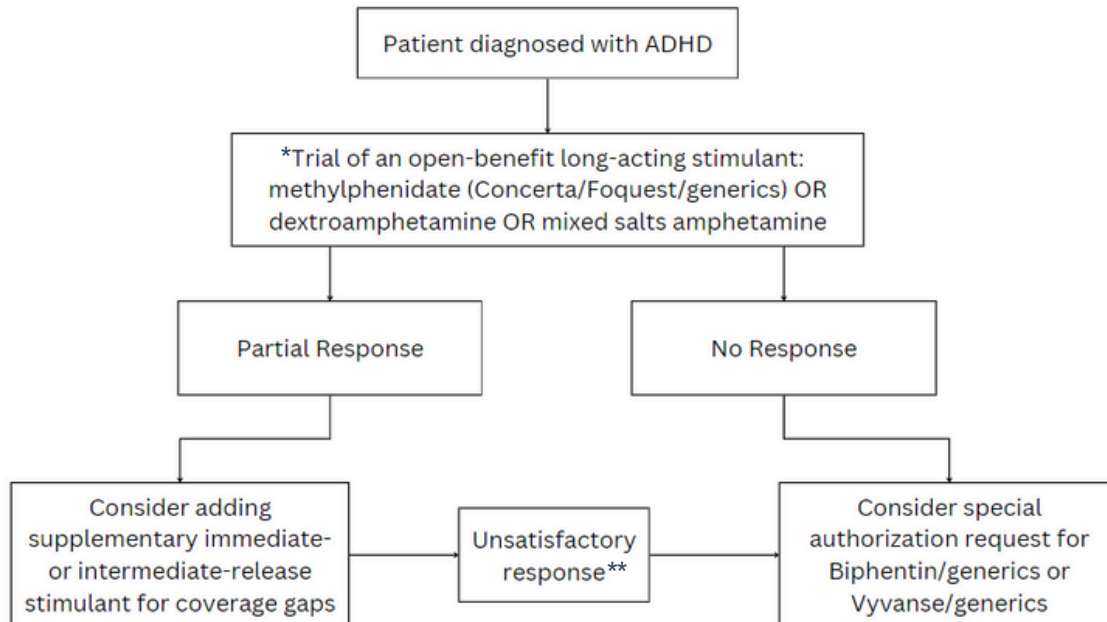 Patient diagnosed with ADHD
*Trial of an open-benefit long-acting stimulant:
methylphenidate (Concerta/Foquest/generics) OR
dextroamphetamine OR mixed salts amphetamine
Partial Response
No Response
Consider adding
supplementary immediate-
or intermediate-release
stimulant for coverage gaps
Unsatisfactory
response**
Consider special
authorization request for
Biphentin/generics or
Vyvanse/generics